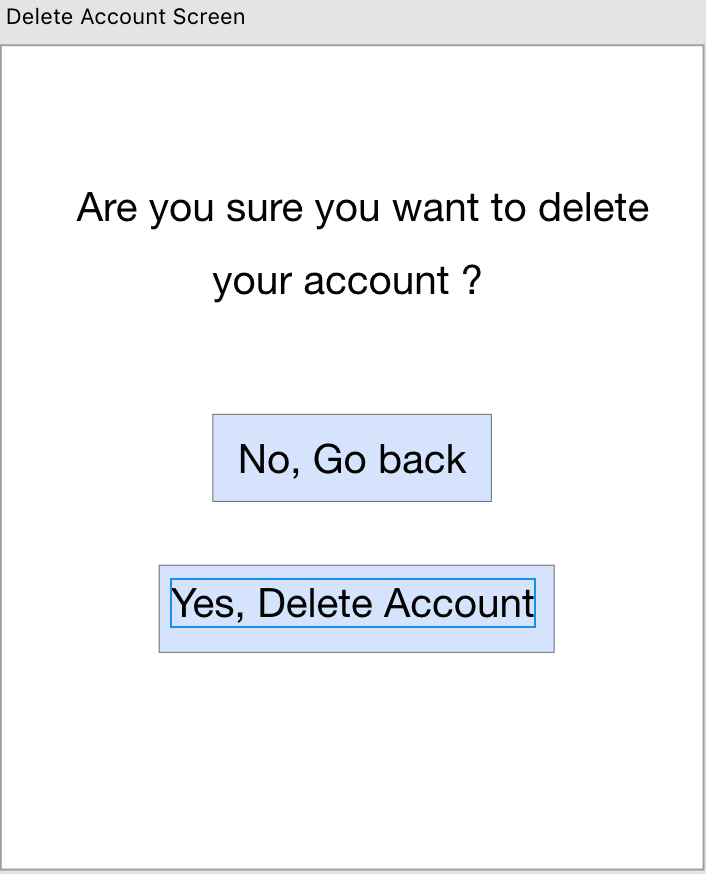 Delete Account Screen
Are you sure you want to delete
your account ?
No, Go back
Yes, Delete Account